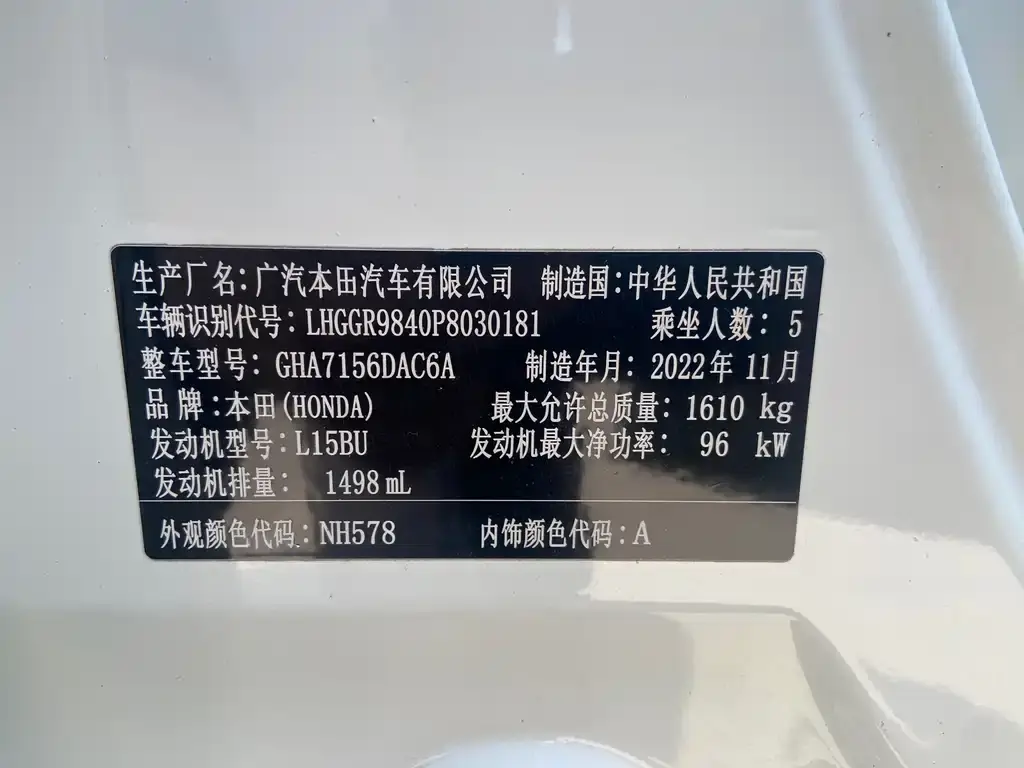 生产厂名:广汽本田汽车有限公司 制造国:中华人民共和国
车辆识别代号: LHGGR9840P8030181 乘坐人数: 5
整车型号: GHA7156DAC6A 制造年月: 2022年 11月
品 牌:本田(HONDA) 最大允许总质量: 1610 kg
发动机型号:L15BU 发动机最大净功率: 96 kW
发动机排量: 1498 mL
外观颜色代码:NH578 内饰颜色代码:A